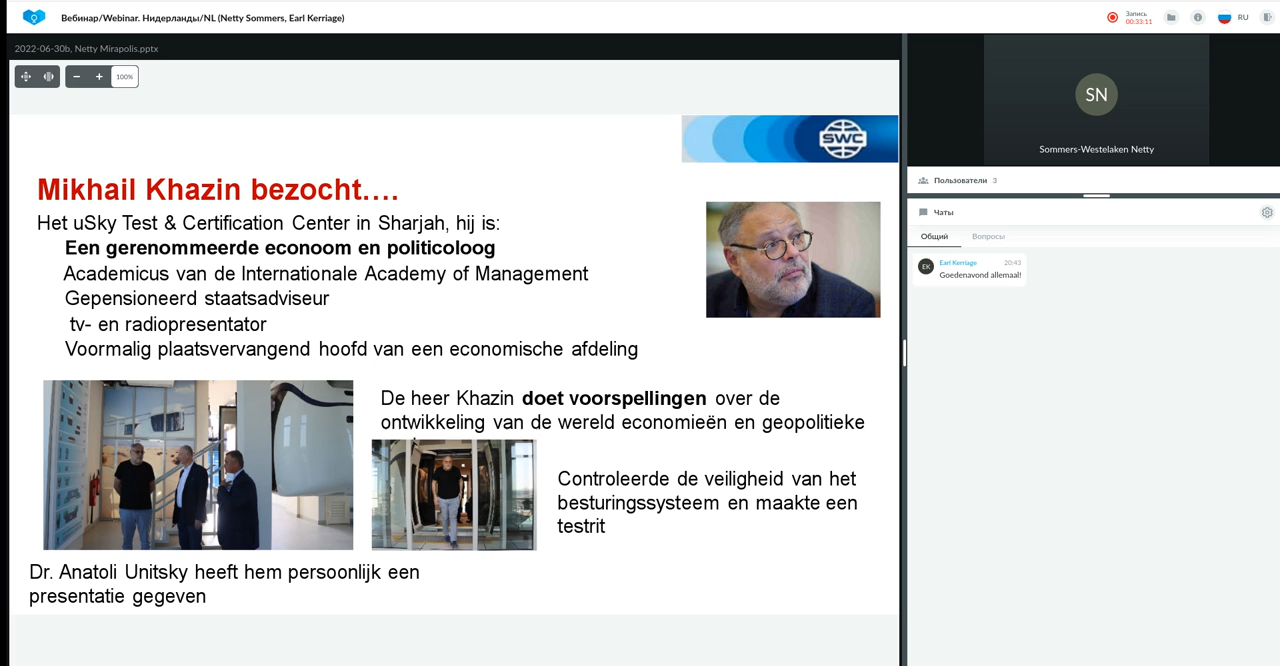 Вебинар/Webinar. Нидерланды/NL (Netty Sommers, Earl Kerriage)
Запись
00:33:11
RU
2022-06-30b, Netty Mirapolis.pptx
100%
SWC
Mikhail Khazin bezocht....
Het uSky Test & Certification Center in Sharjah, hij is:
Een gerenommeerde econoom en politicoloog
Academicus van de Internationale Academy of Management
Gepensioneerd staatsadviseur
tv- en radiopresentator
Voormalig plaatsvervangend hoofd van een economische afdeling
De heer Khazin doet voorspellingen over de
ontwikkeling van de wereld economieën en geopolitieke
Controleerde de veiligheid van het
besturingssysteem en maakte een
testrit
Dr. Anatoli Unitsky heeft hem persoonlijk een
presentatie gegeven
SN
Sommers-Westelaken Netty
Пользователи 3
Чаты
Общий Вопросы
EK
Earl Kerriage 20:43
Goedenavond allemaal!